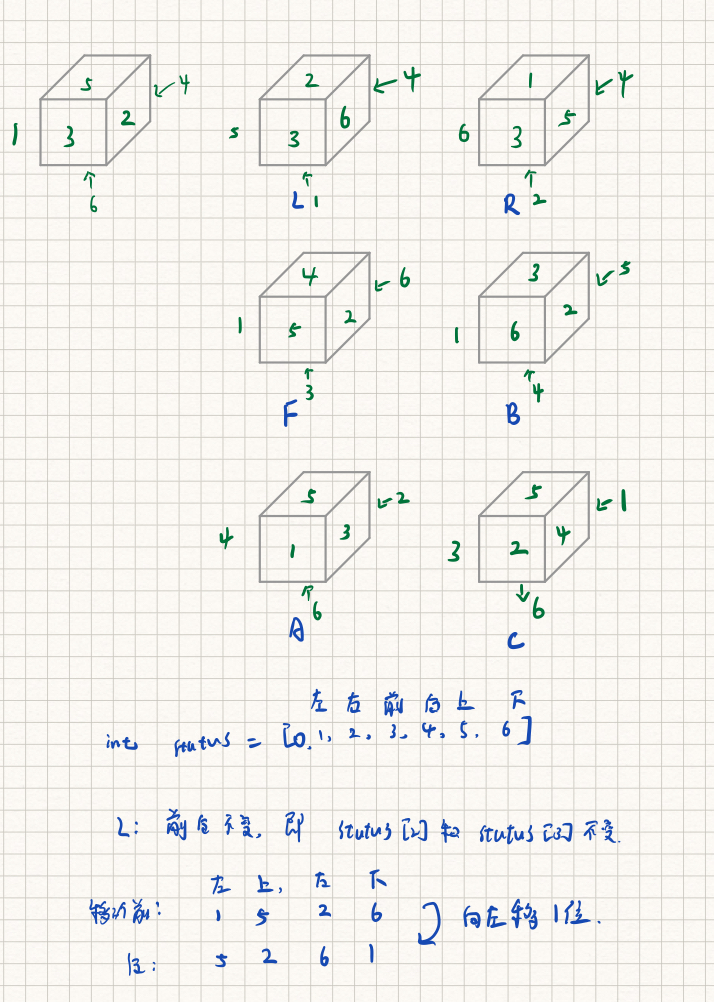 5 2 1
4 4 4
1 3 2 5 3 6 6 3 5
6 L 1 R 2
4 3
6 5
1 5 2 1 6 2
3 4
F B
5 5
2 1
4 1 3 3 2 4
6 6
A C
左 右 前 后 上 下
int status = [0, 1, 2, 3, 4, 5, 6]
L: 前后不变, 即 status[2] 和 status[3] 不变.
左 上, 右 下
移动前: 1 5 2 6 向左移1位.
后: 5 2 6 1